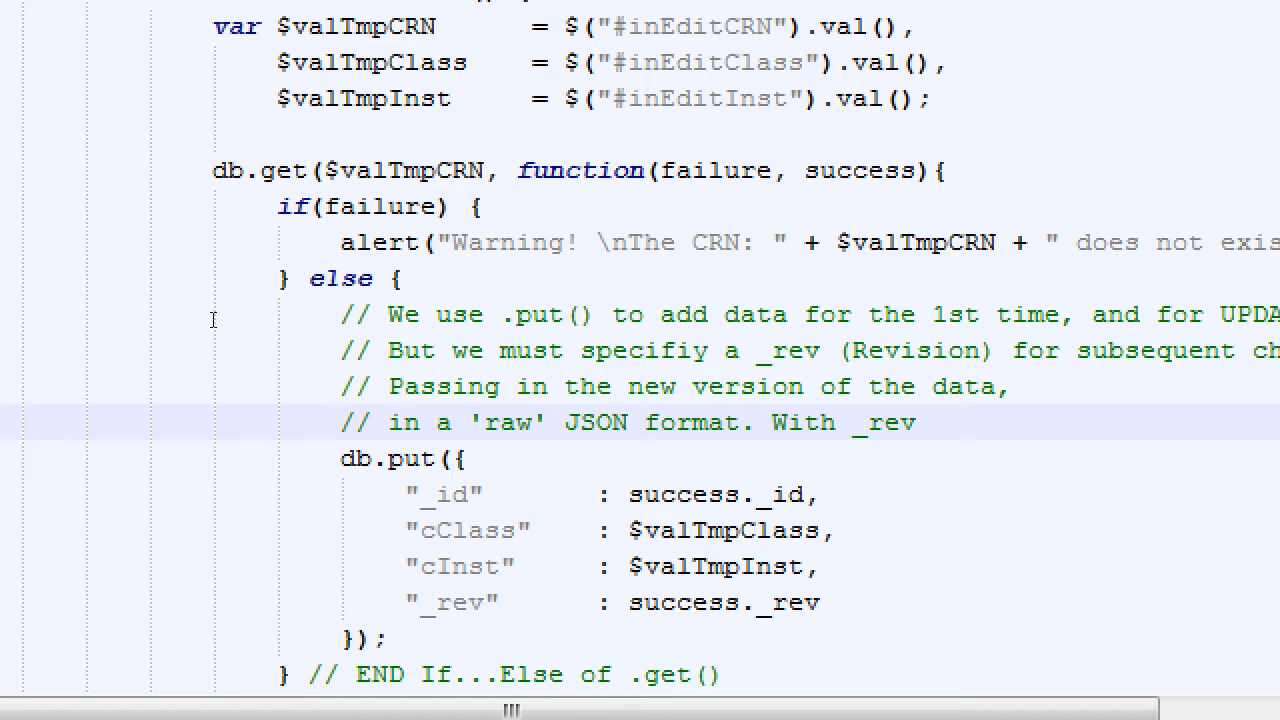 var $valTmpCRN      = $("#inEditCRN").val(),
    $valTmpClass    = $("#inEditClass").val(),
    $valTmpInst     = $("#inEditInst").val();
db.get($valTmpCRN, function(failure, success){
    if(failure) {
        alert("Warning! \nThe CRN: " + $valTmpCRN + " does not exis
    } else {
        // We use .put() to add data for the 1st time, and for UPDA
        // But we must specifiy a _rev (Revision) for subsequent ch
        // Passing in the new version of the data,
        // in a 'raw' JSON format. With _rev
        db.put({
            "_id"       : success._id,
            "cClass"    : $valTmpClass,
            "cInst"     : $valTmpInst,
            "_rev"      : success._rev
        });
    } // END If...Else of .get()